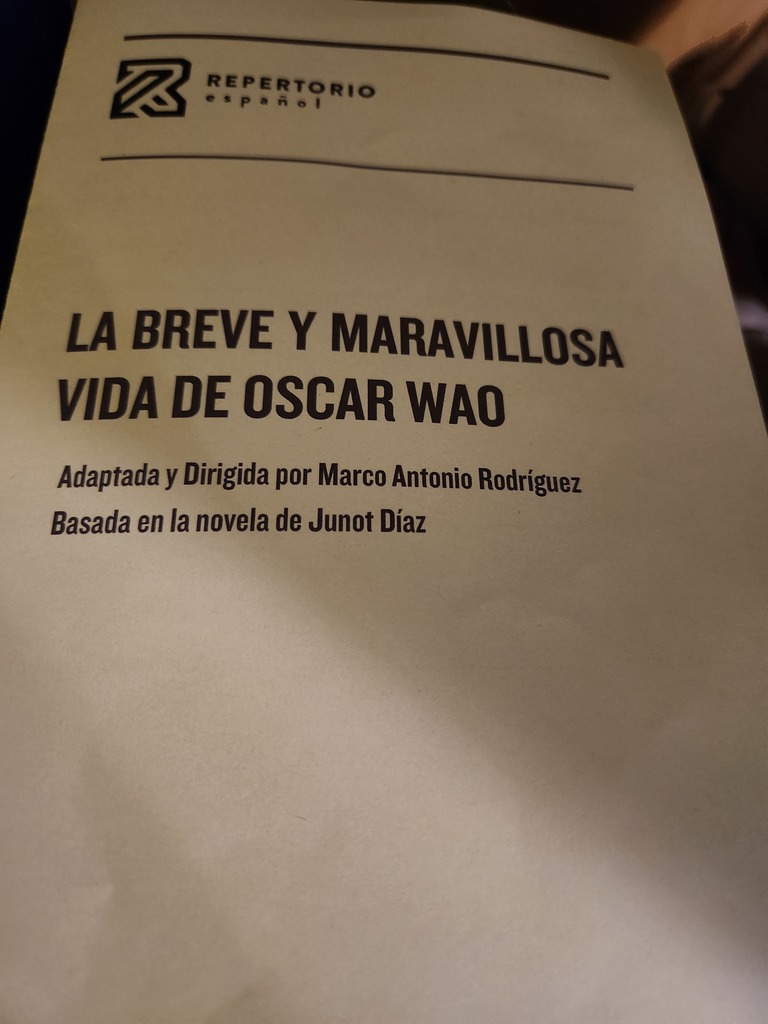 REPERTORIO
español
LA BREVE Y MARAVILLOSA
VIDA DE OSCAR WAO
Adaptada y Dirigida por Marco Antonio Rodríguez
Basada en la novela de Junot Díaz